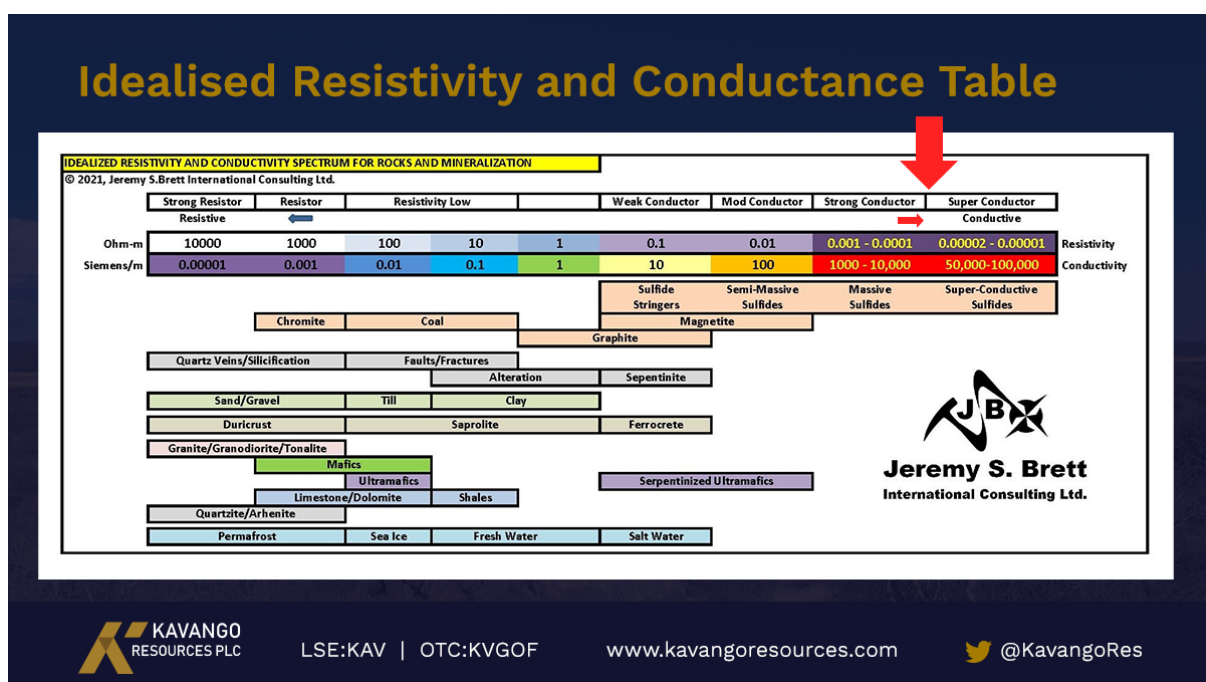 Idealised Resistivity and Conductance Table
IDEALIZED RESISTIVITY AND CONDUCTIVITY SPECTRUM FOR ROCKS AND MINERALIZATION
© 2021, Jeremy S.Brett International Consulting Ltd.
Strong Resistor Resistor Resistivity Low Weak Conductor Mod Conductor Strong Conductor Super Conductor
Resistive Conductive
Ohm-m 10000 1000 100 10 1 0.1 0.01 0.001 - 0.0001 0.00002 - 0.00001 Resistivity
Siemens/m 0.00001 0.001 0.01 0.1 1 10 100 1000 - 10,000 50,000-100,000 Conductivity
Sulfide Semi-Massive Massive Super-Conductive
Stringers Sulfides Sulfides Sulfides
Chromite Coal Magnetite
Graphite
Quartz Veins/Silicification Faults/Fractures
Alteration Sepentinite
Sand/Gravel Till Clay
Duricrust Saprolite Ferrocrete
Granite/Granodiorite/Tonalite
Mafics
Ultramafics Serpentinized Ultramafics
Limestone/Dolomite Shales
Quartzite/Arhenite
Permafrost Sea Ice Fresh Water Salt Water
JB
Jeremy S. Brett
International Consulting Ltd.
KAVANGO
RESOURCES PLC
LSE:KAV | OTC:KVGOF www.kavangoresources.com @KavangoRes